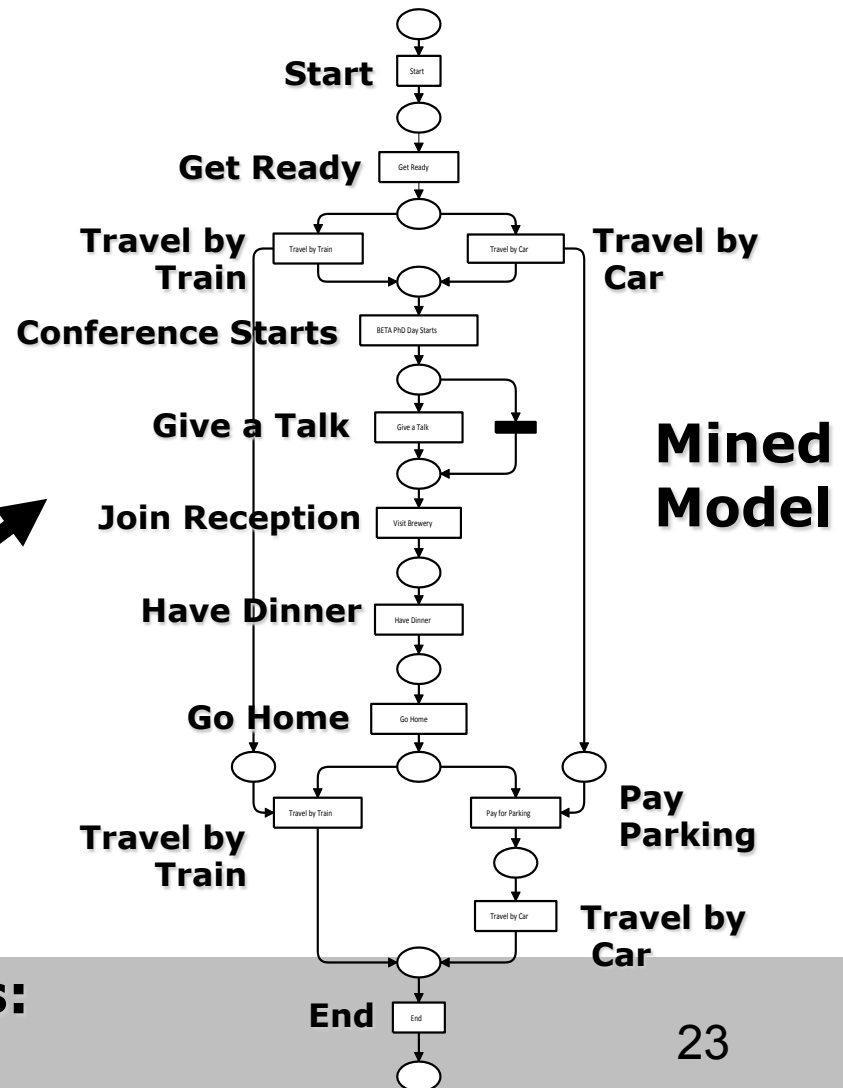 Start
Start
Get Ready
Get Ready
Travel by
Train
Travel by Train
Travel by Car
Travel by
Car
Conference Starts
BETA PhD Day Starts
Give a Talk
Give a Talk
Mined
Model
Join Reception
Visit Brewery
Have Dinner
Have Dinner
Go Home
Go Home
Travel by
Train
Travel by Train
Pay for Parking
Pay
Parking
Travel by Car
Travel by
Car
s:
End
End
23